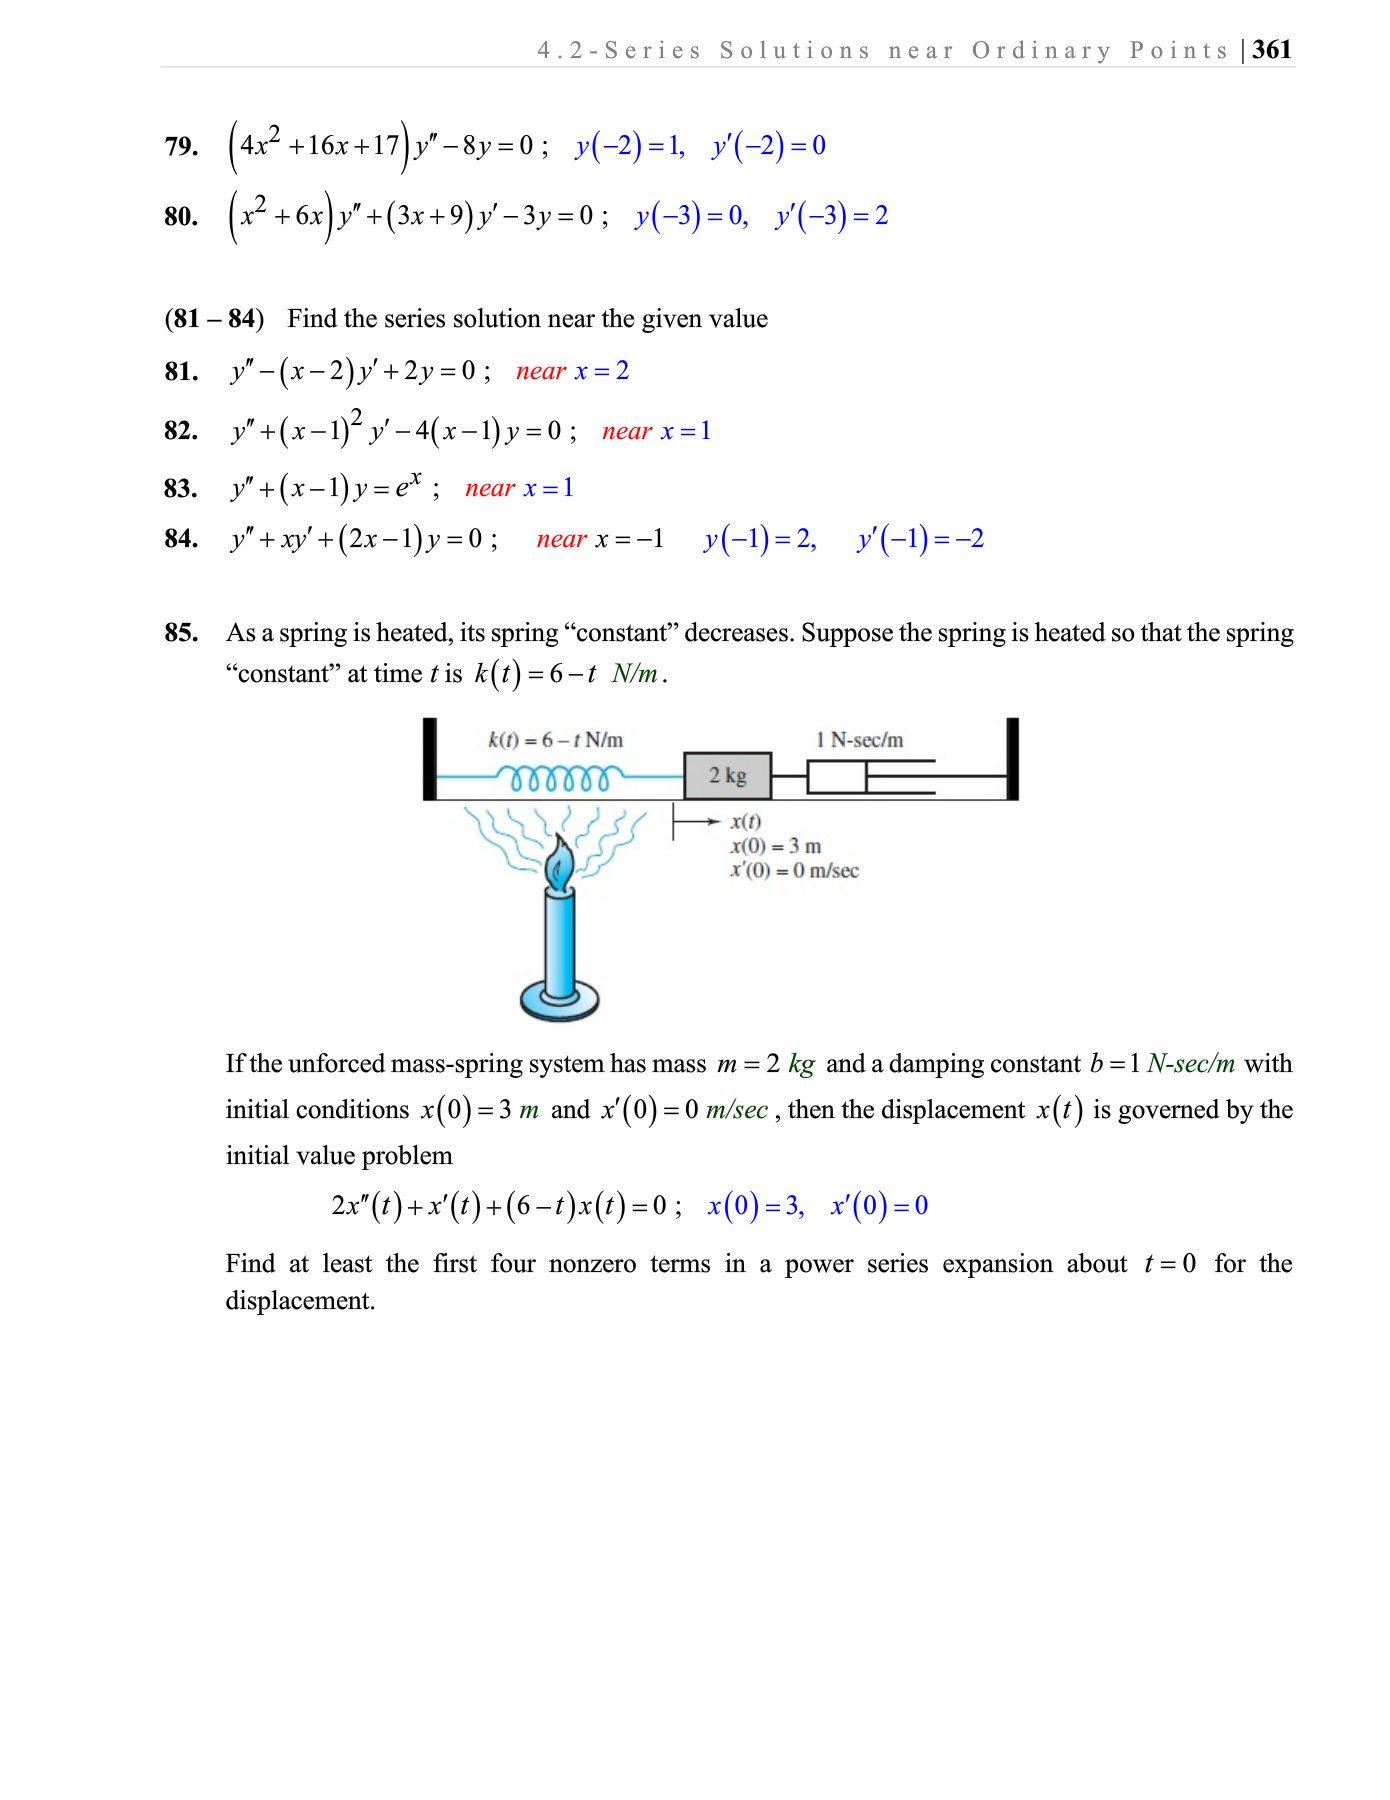 4.2-Series Solutions near Ordinary Points | 361
79. (4x² + 16x + 17) y″ − 8y = 0 ; y(−2) = 1, y′(−2) = 0
80. (x² + 6x) y″ + (3x + 9) y′ − 3y = 0 ; y(−3) = 0, y′(−3) = 2
(81 – 84) Find the series solution near the given value
81. y″ − (x − 2) y′ + 2y = 0 ; near x = 2
82. y″ + (x − 1)² y′ − 4(x − 1) y = 0 ; near x = 1
83. y″ + (x − 1) y = eˣ ; near x = 1
84. y″ + xy′ + (2x − 1) y = 0 ; near x = −1 y(−1) = 2, y′(−1) = −2
85. As a spring is heated, its spring “constant” decreases. Suppose the spring is heated so that the spring
“constant” at time t is k(t) = 6 − t N/m.
k(t) = 6 – t N/m
1 N-sec/m
2 kg
x(t)
x(0) = 3 m
x′(0) = 0 m/sec
If the unforced mass-spring system has mass m = 2 kg and a damping constant b = 1 N-sec/m with
initial conditions x(0) = 3 m and x′(0) = 0 m/sec , then the displacement x(t) is governed by the
initial value problem
2x″(t) + x′(t) + (6 − t) x(t) = 0 ; x(0) = 3, x′(0) = 0
Find at least the first four nonzero terms in a power series expansion about t = 0 for the
displacement.